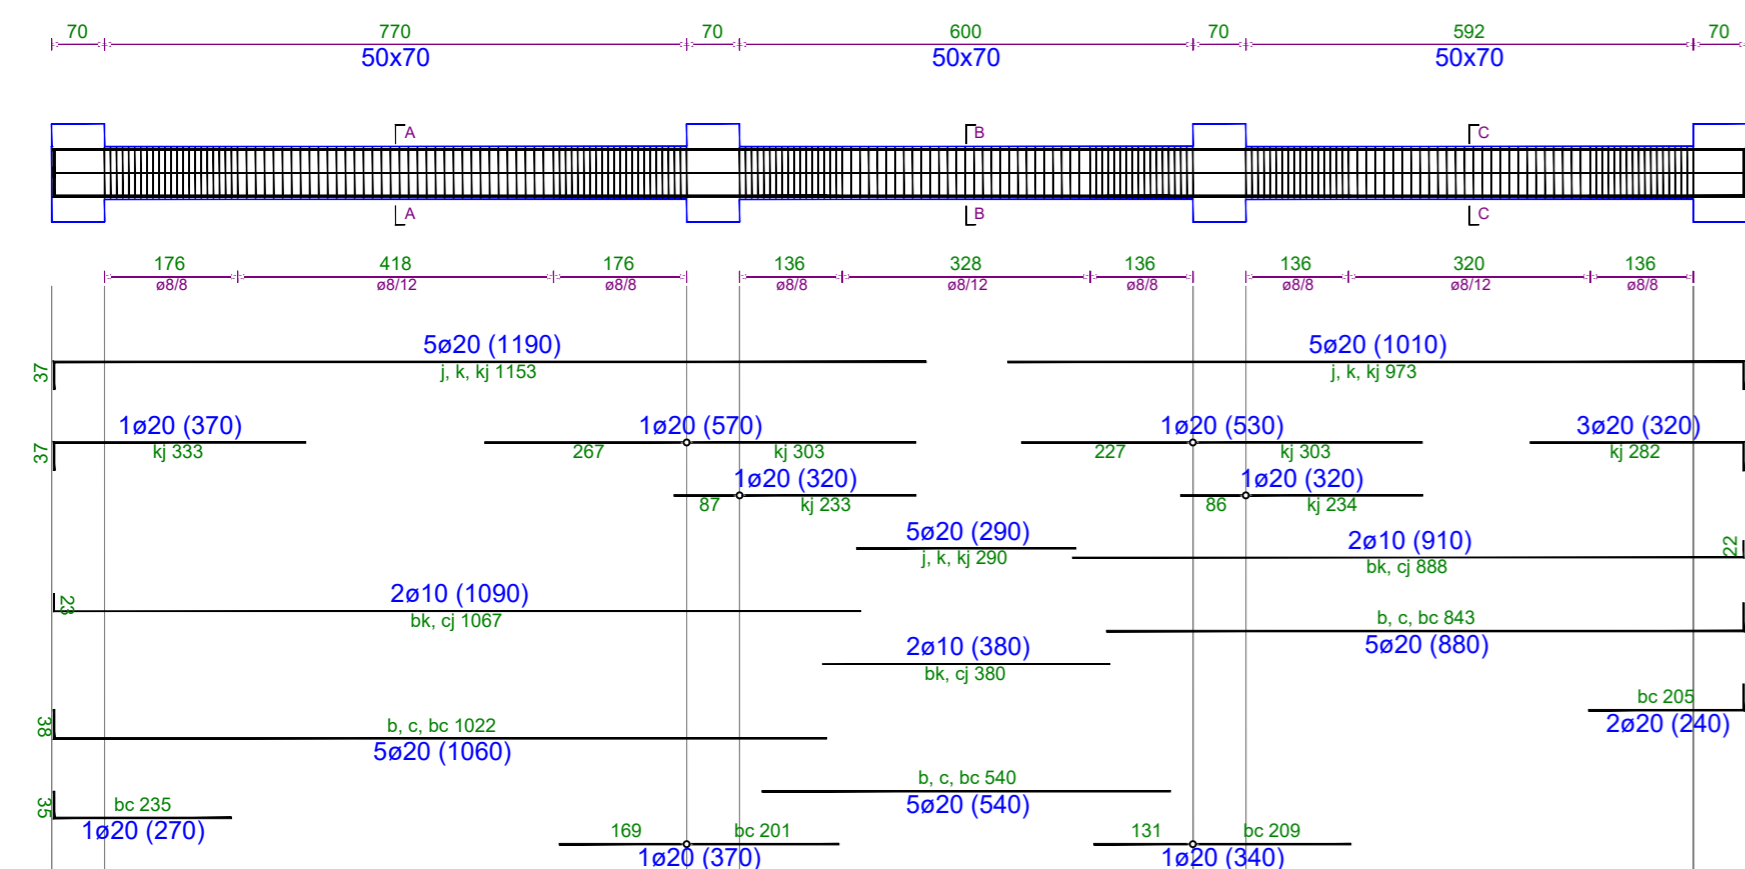 70 770 70 600 70 592 70
50x70 50x70 50x70
A B C
A B C
176 418 176 136 328 136 136 320 136
ø8/8 ø8/12 ø8/8 ø8/8 ø8/12 ø8/8 ø8/8 ø8/12 ø8/8
5ø20 (1190) 5ø20 (1010)
37 j, k, kj 1153 j, k, kj 973
1ø20 (370) 1ø20 (570) 1ø20 (530) 3ø20 (320)
37 kj 333 267 kj 303 227 kj 303 kj 282
1ø20 (320) 1ø20 (320)
87 kj 233 86 kj 234
5ø20 (290) 2ø10 (910) 22
j, k, kj 290 bk, cj 888
23 2ø10 (1090)
bk, cj 1067 b, c, bc 843
2ø10 (380) 5ø20 (880)
bk, cj 380
bc 205
38 b, c, bc 1022 2ø20 (240)
5ø20 (1060)
b, c, bc 540
35 bc 235 5ø20 (540)
1ø20 (270) 169 bc 201 131 bc 209
1ø20 (370) 1ø20 (340)